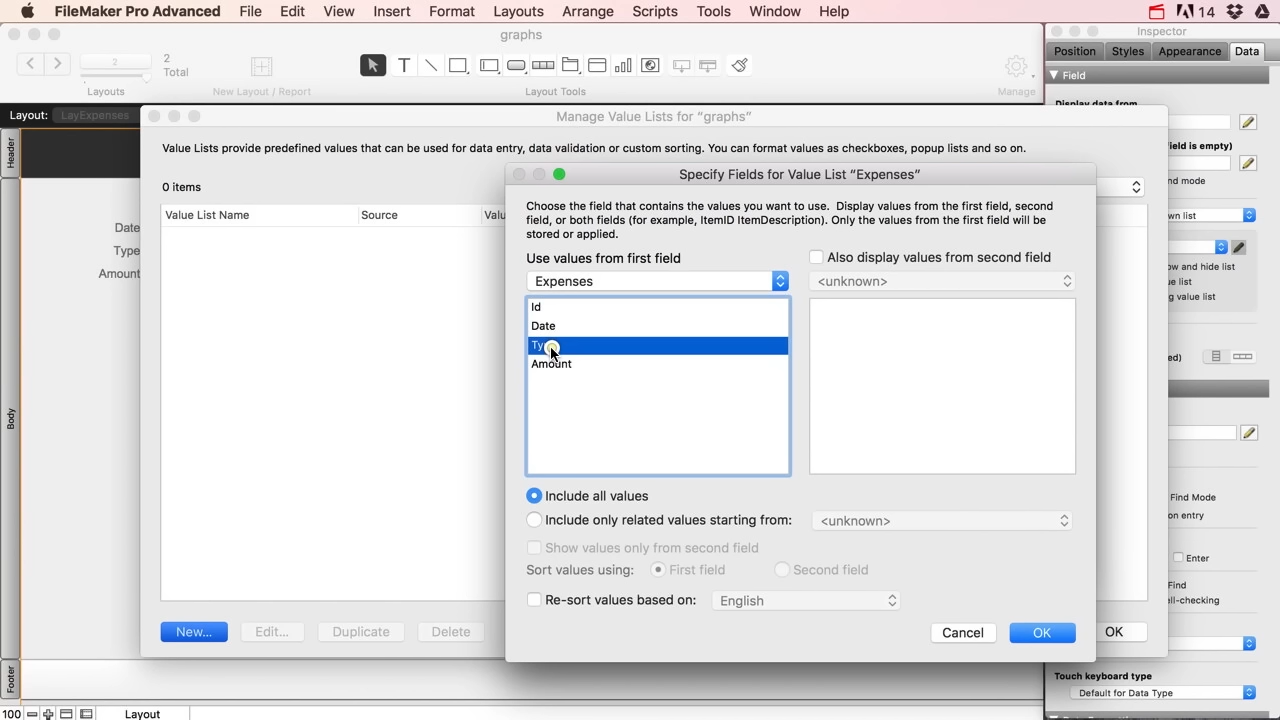 FileMaker Pro Advanced File Edit View Insert Format Layouts Arrange Scripts Tools Window Help 14
graphs
Inspector
Position Styles Appearance Data
2
2
Total
Layouts
New Layout / Report
Layout Tools
Manage
Field
Display data from
Layout: LayExpenses
Header
Manage Value Lists for "graphs"
Value Lists provide predefined values that can be used for data entry, data validation or custom sorting. You can format values as checkboxes, popup lists and so on.
0 items
Value List Name Source Valu
Specify Fields for Value List "Expenses"
Choose the field that contains the values you want to use. Display values from the first field, second
field, or both fields (for example, ItemID ItemDescription). Only the values from the first field will be
stored or applied.
Use values from first field
Also display values from second field
Expenses
<unknown>
Id
Date
Ty
Amount
Include all values
Include only related values starting from:
<unknown>
Show values only from second field
Sort values using: First field Second field
Re-sort values based on: English
Cancel OK
New... Edit... Duplicate Delete
OK
Date
Type
Amount
Body
Footer
ield is empty)
nd mode
wn list
ow and hide list
ue list
g value list
ed)
Find Mode
on entry
Enter
Find
ell-checking
Touch keyboard type
Default for Data Type
100
Layout